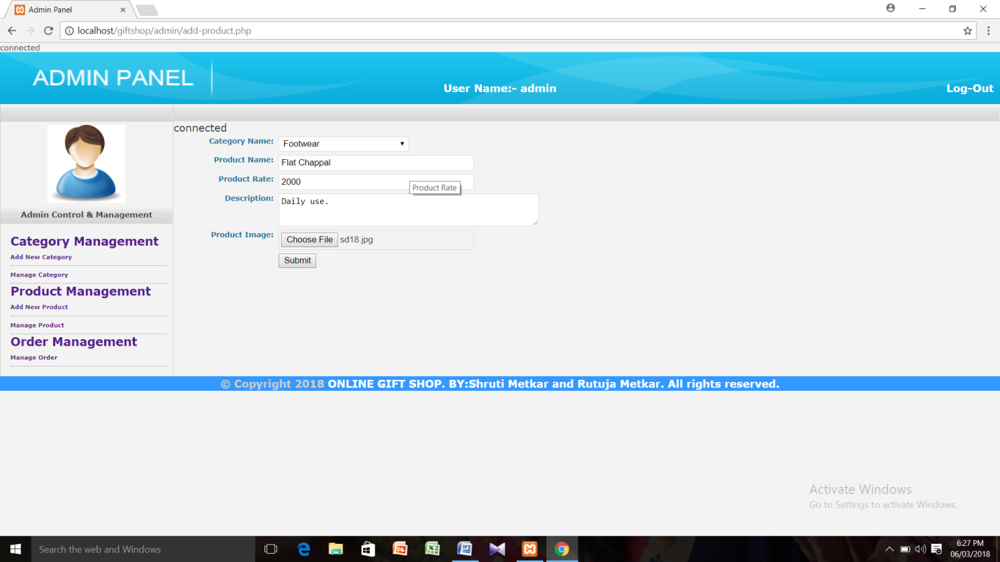 Admin Panel
localhost/giftshop/admin/add-product.php
connected
ADMIN PANEL
User Name:- admin
Log-Out
connected
Category Name: Footwear
Product Name: Flat Chappal
Product Rate: 2000
Product Rate
Description: Daily use.
Product Image: Choose File sd18.jpg
Submit
Admin Control & Management
Category Management
Add New Category
Manage Category
Product Management
Add New Product
Manage Product
Order Management
Manage Order
© Copyright 2018 ONLINE GIFT SHOP. BY:Shruti Metkar and Rutuja Metkar. All rights reserved.
Activate Windows
Go to Settings to activate Windows.
Search the web and Windows
6:27 PM
06/03/2018